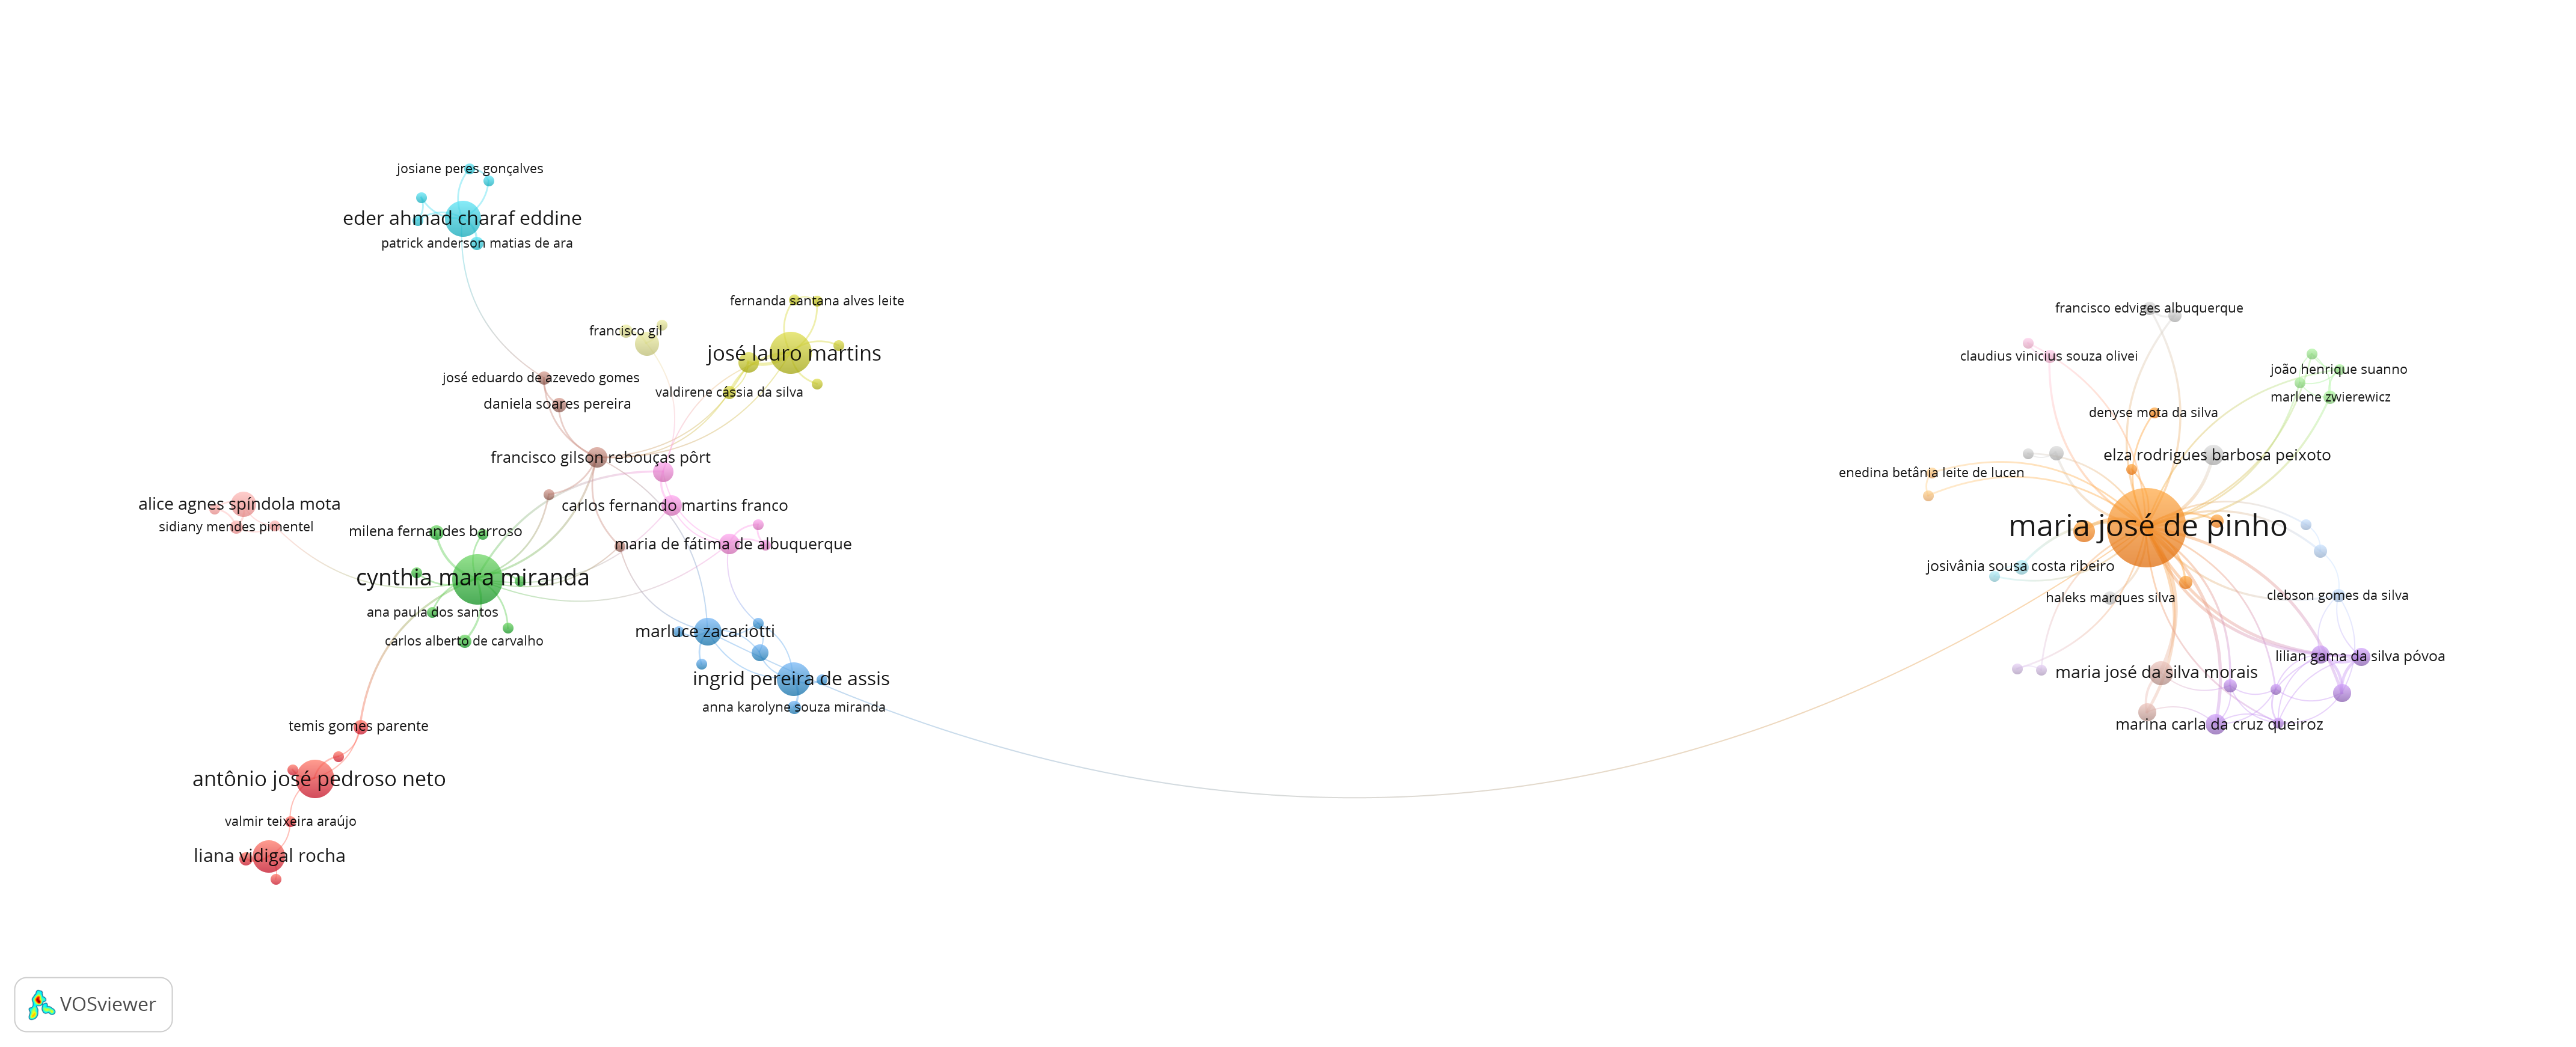 josiane peres gonçalves
eder ahmad charaf eddine
patrick anderson matias de ara
fernanda santana alves leite
francisco gil
josé lauro martins
josé eduardo de azevedo gomes
valdirene cássia da silva
daniela soares pereira
francisco gilson rebouças pôrt
alice agnes spíndola mota
carlos fernando martins franco
sidiany mendes pimentel
milena fernandes barroso
maria de fátima de albuquerque
cynthia mara miranda
ana paula dos santos
marluce zacariotti
carlos alberto de carvalho
ingrid pereira de assis
anna karolyne souza miranda
temis gomes parente
antônio josé pedroso neto
valmir teixeira araújo
liana vidigal rocha
francisco edviges albuquerque
claudius vinicius souza olivei
joão henrique suanno
marlene zwierewicz
denyse mota da silva
elza rodrigues barbosa peixoto
enedina betânia leite de lucen
maria josé de pinho
josivânia sousa costa ribeiro
haleks marques silva
clebson gomes da silva
lilian gama da silva póvoa
maria josé da silva morais
marina carla da cruz queiroz
VOSviewer